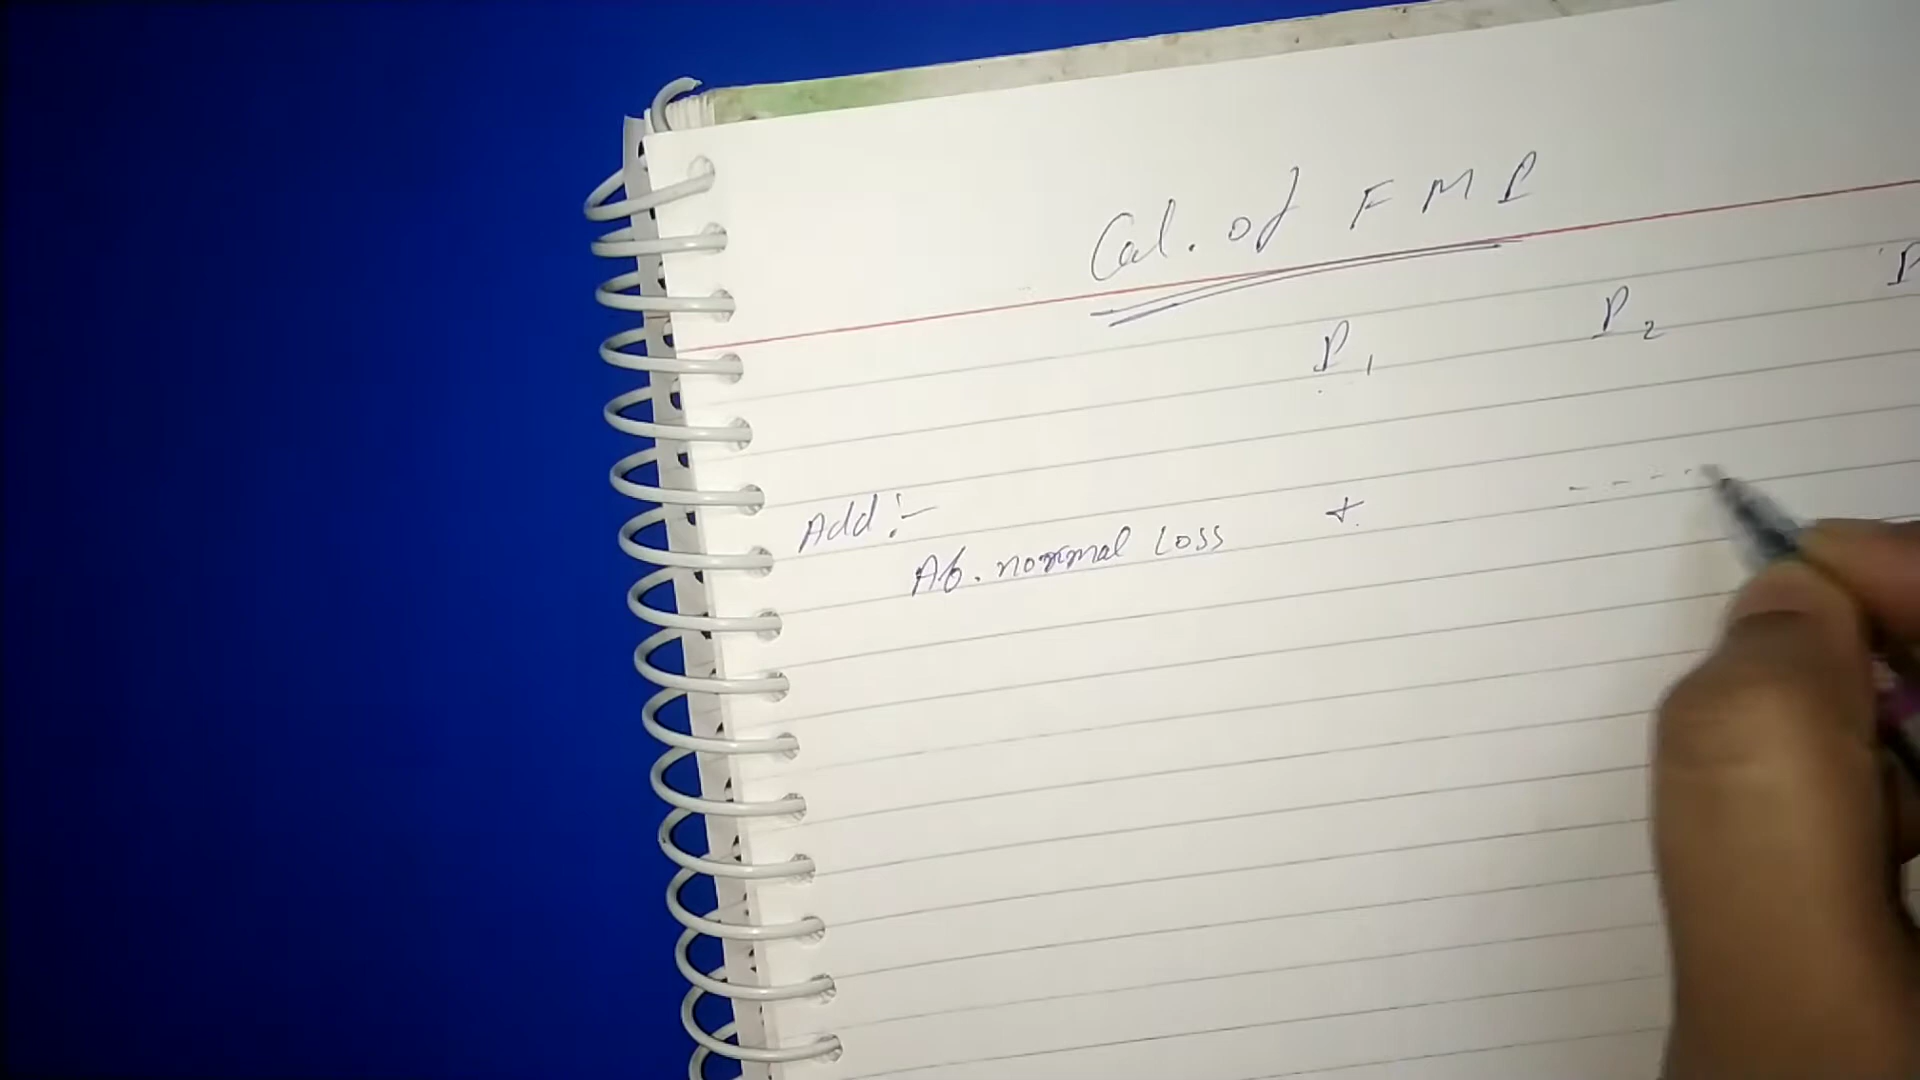 Cal. of FMP
P1 P2 P
Add :-
Ab. normal Loss + - - - -